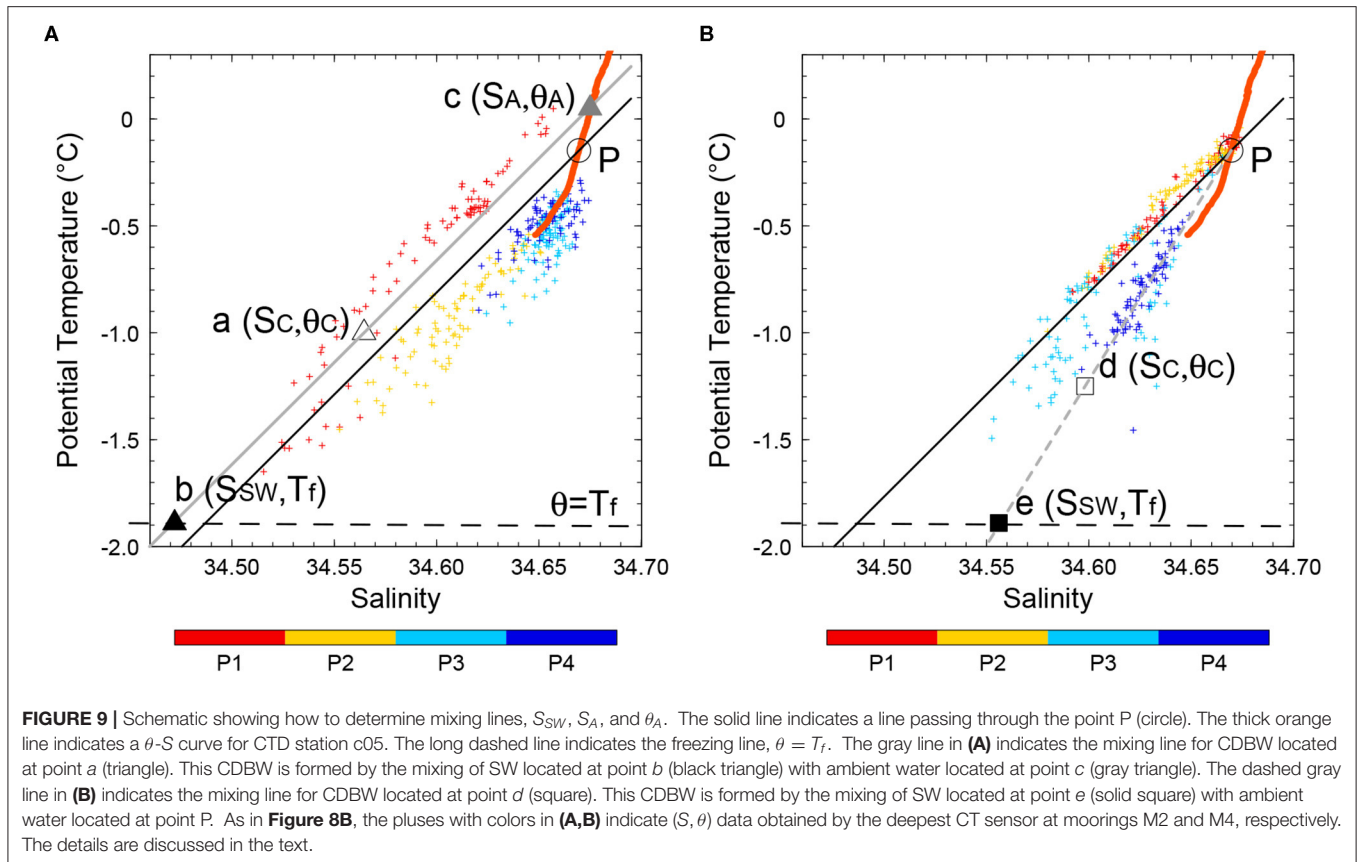 A
c (SA, θA)
P
a (Sc, θC)
b (Ssw, Tf)
θ=Tf
0
-0.5
-1.0
-1.5
-2.0
Potential Temperature (°C)
34.50 34.55 34.60 34.65 34.70
Salinity
P1 P2 P3 P4
B
P
d (Sc, θC)
e (Ssw, Tf)
0
-0.5
-1.0
-1.5
-2.0
Potential Temperature (°C)
34.50 34.55 34.60 34.65 34.70
Salinity
P1 P2 P3 P4
FIGURE 9 | Schematic showing how to determine mixing lines, SSW, SA, and θA. The solid line indicates a line passing through the point P (circle). The thick orange
line indicates a θ-S curve for CTD station c05. The long dashed line indicates the freezing line, θ = Tf. The gray line in (A) indicates the mixing line for CDBW located
at point a (triangle). This CDBW is formed by the mixing of SW located at point b (black triangle) with ambient water located at point c (gray triangle). The dashed gray
line in (B) indicates the mixing line for CDBW located at point d (square). This CDBW is formed by the mixing of SW located at point e (solid square) with ambient
water located at point P. As in Figure 8B, the pluses with colors in (A,B) indicate (S, θ) data obtained by the deepest CT sensor at moorings M2 and M4, respectively.
The details are discussed in the text.